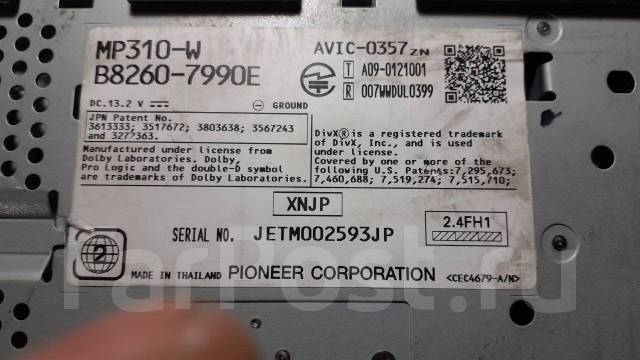 MP310-W
B8260-7990E
AVIC-0357 ZN
T A09-0121001
R 007WWDUL0399
DC.13.2 V
GROUND
JPN Patent No.
3613333; 3517672; 3803638; 3567243
and 3277363.
Manufactured under license from
Dolby Laboratories. Dolby,
Pro Logic and the double-D symbol
are trademarks of Dolby Laboratories.
DivX® is a registered trademark
of DivX, Inc., and is used
under license.
Covered by one or more of the
following U.S. Patents:7,295,673;
7,460,688; 7,519,274; 7,515,710;
XNJP
SERIAL NO. JETM002593JP
2.4FH1
2
MADE IN THAILAND PIONEER CORPORATION
<CEC4679-A/N>
FarPost.ru